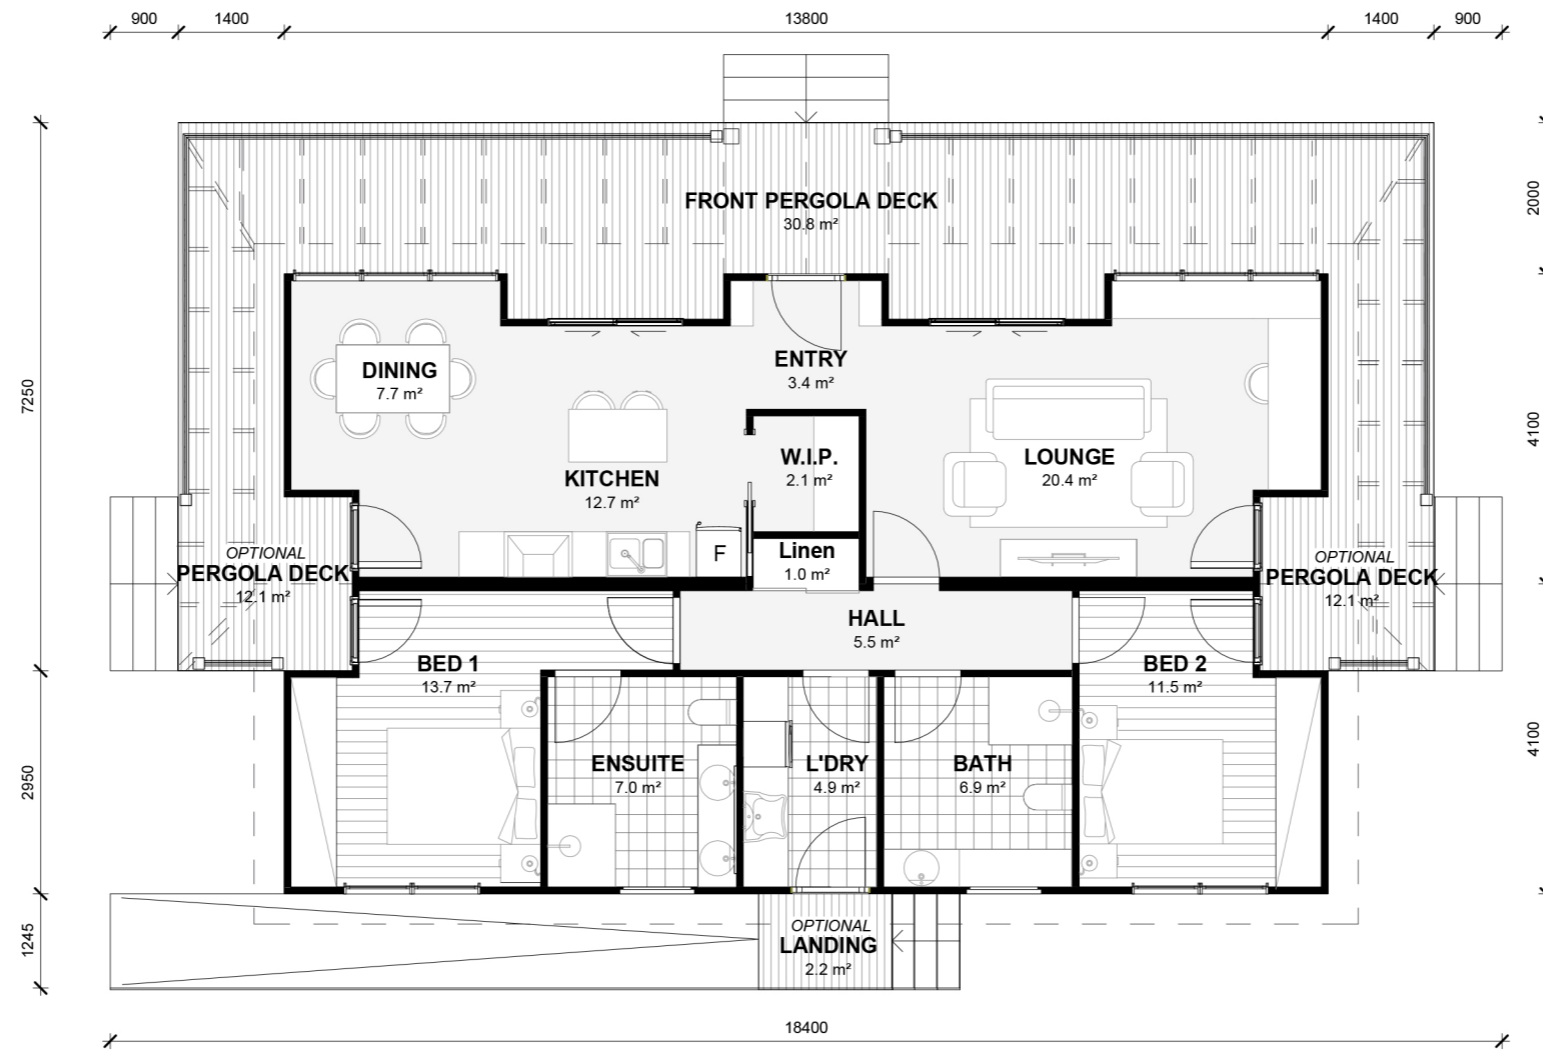 900
1400
13800
1400
900
FRONT PERGOLA DECK
30.8 m²
2000
7250
DINING
7.7 m²
ENTRY
3.4 m²
4100
KITCHEN
12.7 m²
W.I.P.
2.1 m²
LOUNGE
20.4 m²
F
Linen
1.0 m²
OPTIONAL
PERGOLA DECK
12.1 m²
OPTIONAL
PERGOLA DECK
12.1 m²
HALL
5.5 m²
BED 1
13.7 m²
BED 2
11.5 m²
2950
ENSUITE
7.0 m²
L'DRY
4.9 m²
BATH
6.9 m²
4100
1245
OPTIONAL
LANDING
2.2 m²
18400